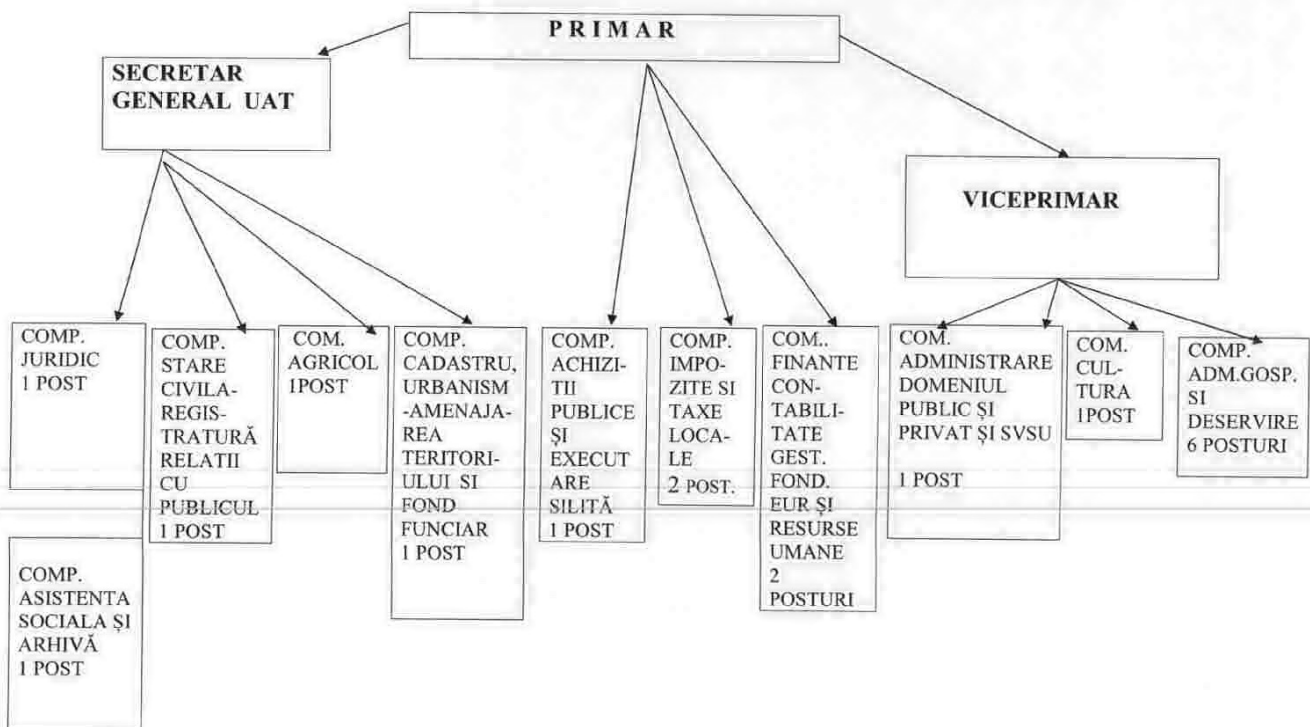 PRIMAR
SECRETAR
GENERAL UAT
VICEPRIMAR
COMP.
JURIDIC
1 POST
COMP.
STARE
CIVILA-
REGIS-
TRATURĂ
RELATII
CU
PUBLICUL
1 POST
COM.
AGRICOL
1POST
COMP.
CADASTRU,
URBANISM
-AMENAJA-
REA
TERITORI-
ULUI SI
FOND
FUNCIAR
1 POST
COMP.
ACHIZI-
TII
PUBLICE
ȘI
EXECUT
ARE
SILITĂ
1 POST
COMP.
IMPO-
ZITE SI
TAXE
LOCA-
LE
2 POST.
COM..
FINANTE
CON-
TABILI-
TATE
GEST.
FOND.
EUR ȘI
RESURSE
UMANE
2
POSTURI
COM.
ADMINISTRARE
DOMENIUL
PUBLIC ȘI
PRIVAT ȘI SVSU
1 POST
COM.
CUL-
TURA
1POST
COMP.
ADM.GOSP.
SI
DESERVIRE
6 POSTURI
COMP.
ASISTENTA
SOCIALA ȘI
ARHIVĂ
1 POST